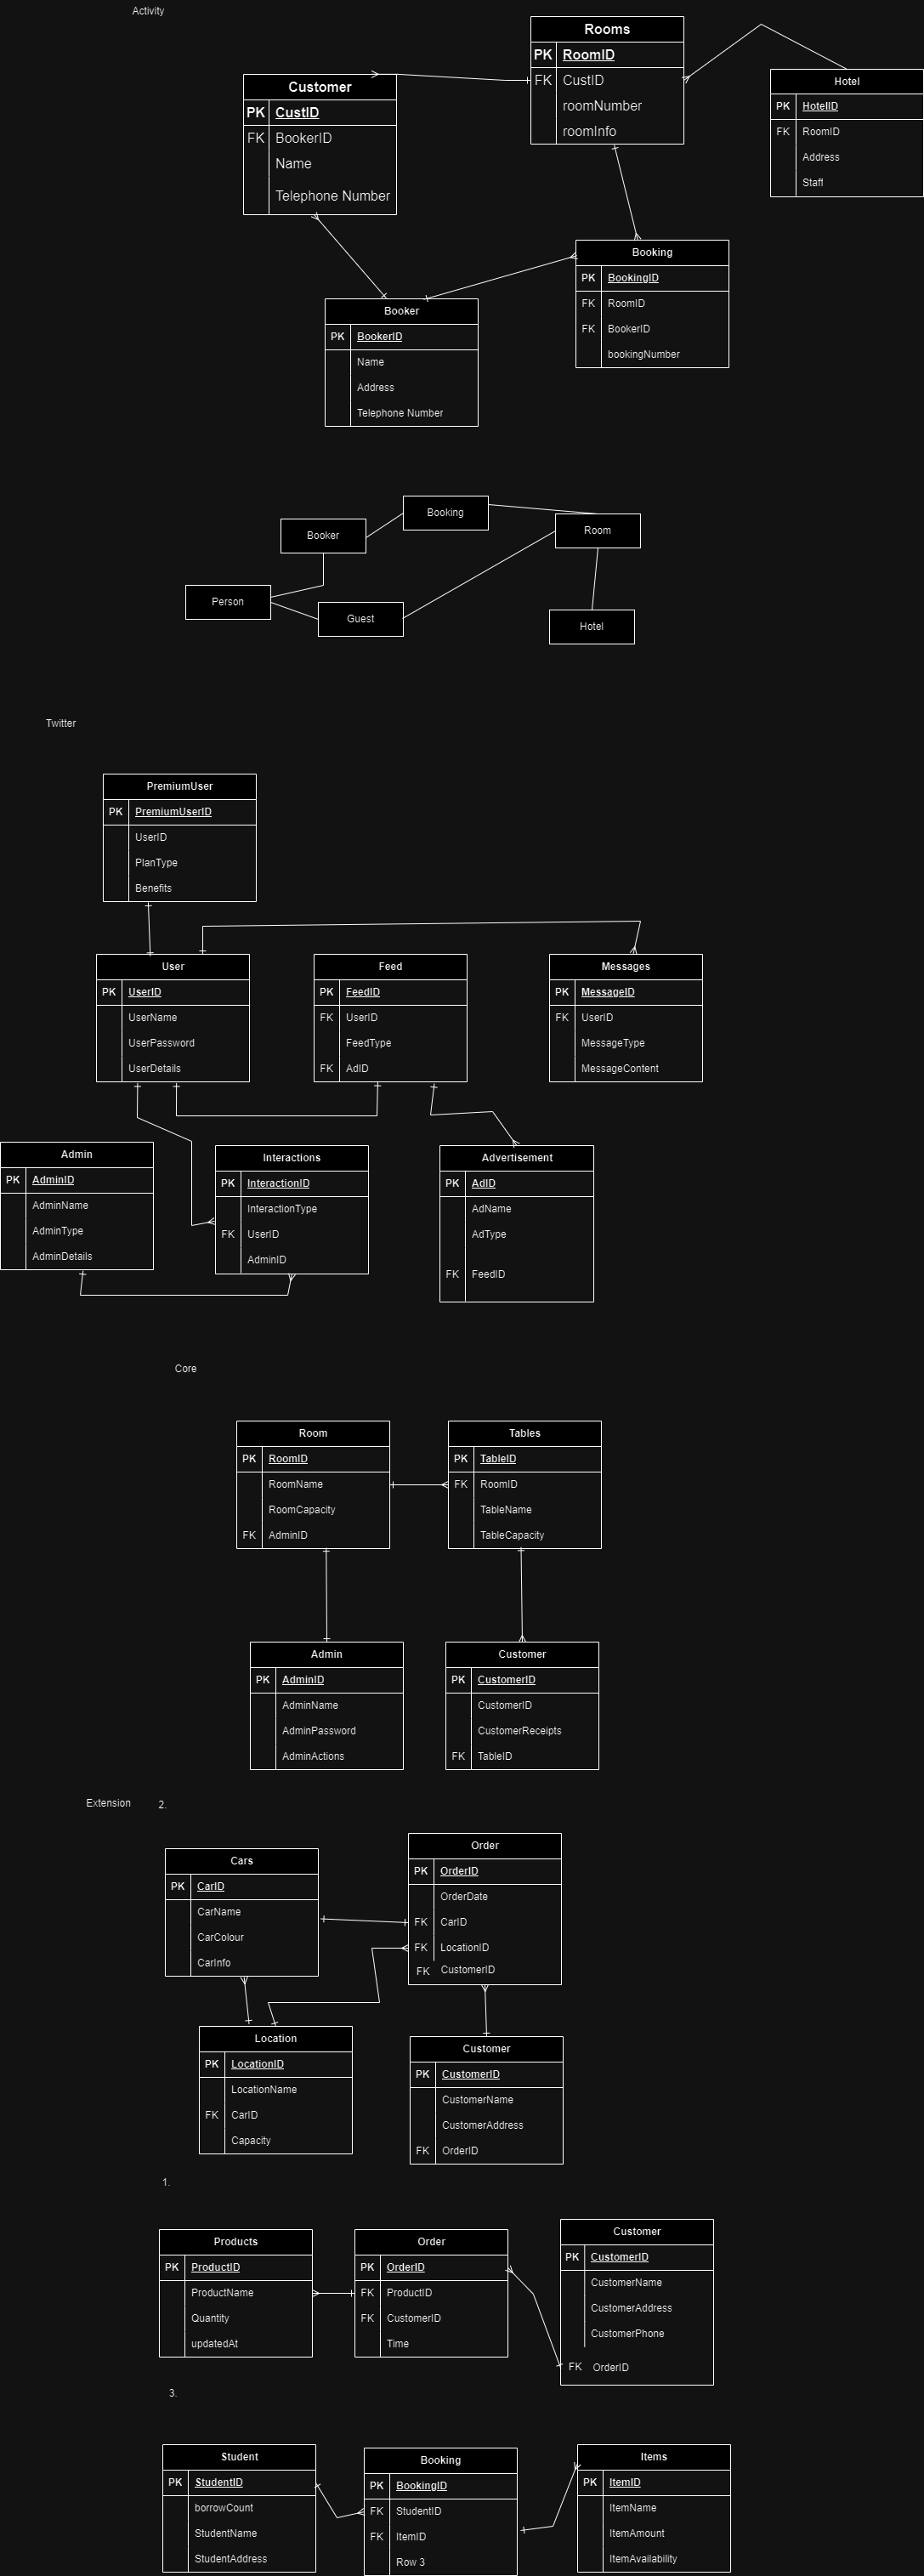 Activity
Rooms
PK RoomID
FK CustID
roomNumber
roomInfo
Hotel
PK HotelID
FK RoomID
Address
Staff
Customer
PK CustID
FK BookerID
Name
Telephone Number
Booking
PK BookingID
FK RoomID
FK BookerID
bookingNumber
Booker
PK BookerID
Name
Address
Telephone Number
Booking
Booker
Room
Person
Guest
Hotel
Twitter
PremiumUser
PK PremiumUserID
UserID
PlanType
Benefits
User
PK UserID
UserName
UserPassword
UserDetails
Feed
PK FeedID
FK UserID
FeedType
FK AdID
Messages
PK MessageID
FK UserID
MessageType
MessageContent
Admin
PK AdminID
AdminName
AdminType
AdminDetails
Interactions
PK InteractionID
InteractionType
FK UserID
AdminID
Advertisement
PK AdID
AdName
AdType
FK FeedID
Core
Room
PK RoomID
RoomName
RoomCapacity
FK AdminID
Tables
PK TableID
FK RoomID
TableName
TableCapacity
Admin
PK AdminID
AdminName
AdminPassword
AdminActions
Customer
PK CustomerID
CustomerID
CustomerReceipts
FK TableID
Extension
2.
Cars
PK CarID
CarName
CarColour
CarInfo
Order
PK OrderID
OrderDate
FK CarID
FK LocationID
FK CustomerID
Location
PK LocationID
LocationName
FK CarID
Capacity
Customer
PK CustomerID
CustomerName
CustomerAddress
FK OrderID
1.
Products
PK ProductID
ProductName
Quantity
updatedAt
Order
PK OrderID
FK ProductID
FK CustomerID
Time
Customer
PK CustomerID
CustomerName
CustomerAddress
CustomerPhone
FK OrderID
3.
Student
PK StudentID
borrowCount
StudentName
StudentAddress
Booking
PK BookingID
FK StudentID
FK ItemID
Row 3
Items
PK ItemID
ItemName
ItemAmount
ItemAvailability